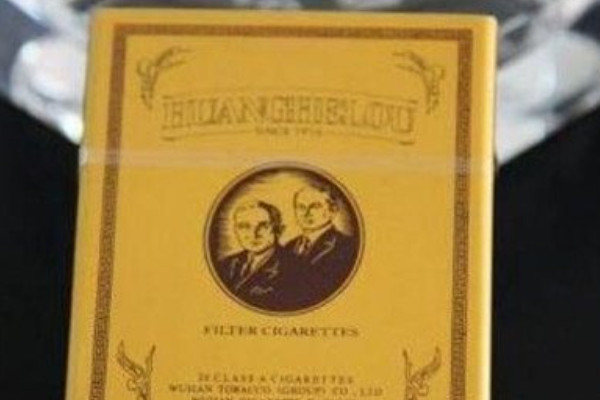 HUANGHELOU
SINCE 1916
FILTER CIGARETTES
20 CLASS A CIGARETTES
WUHAN TOBACCO (GROUP) CO., LTD